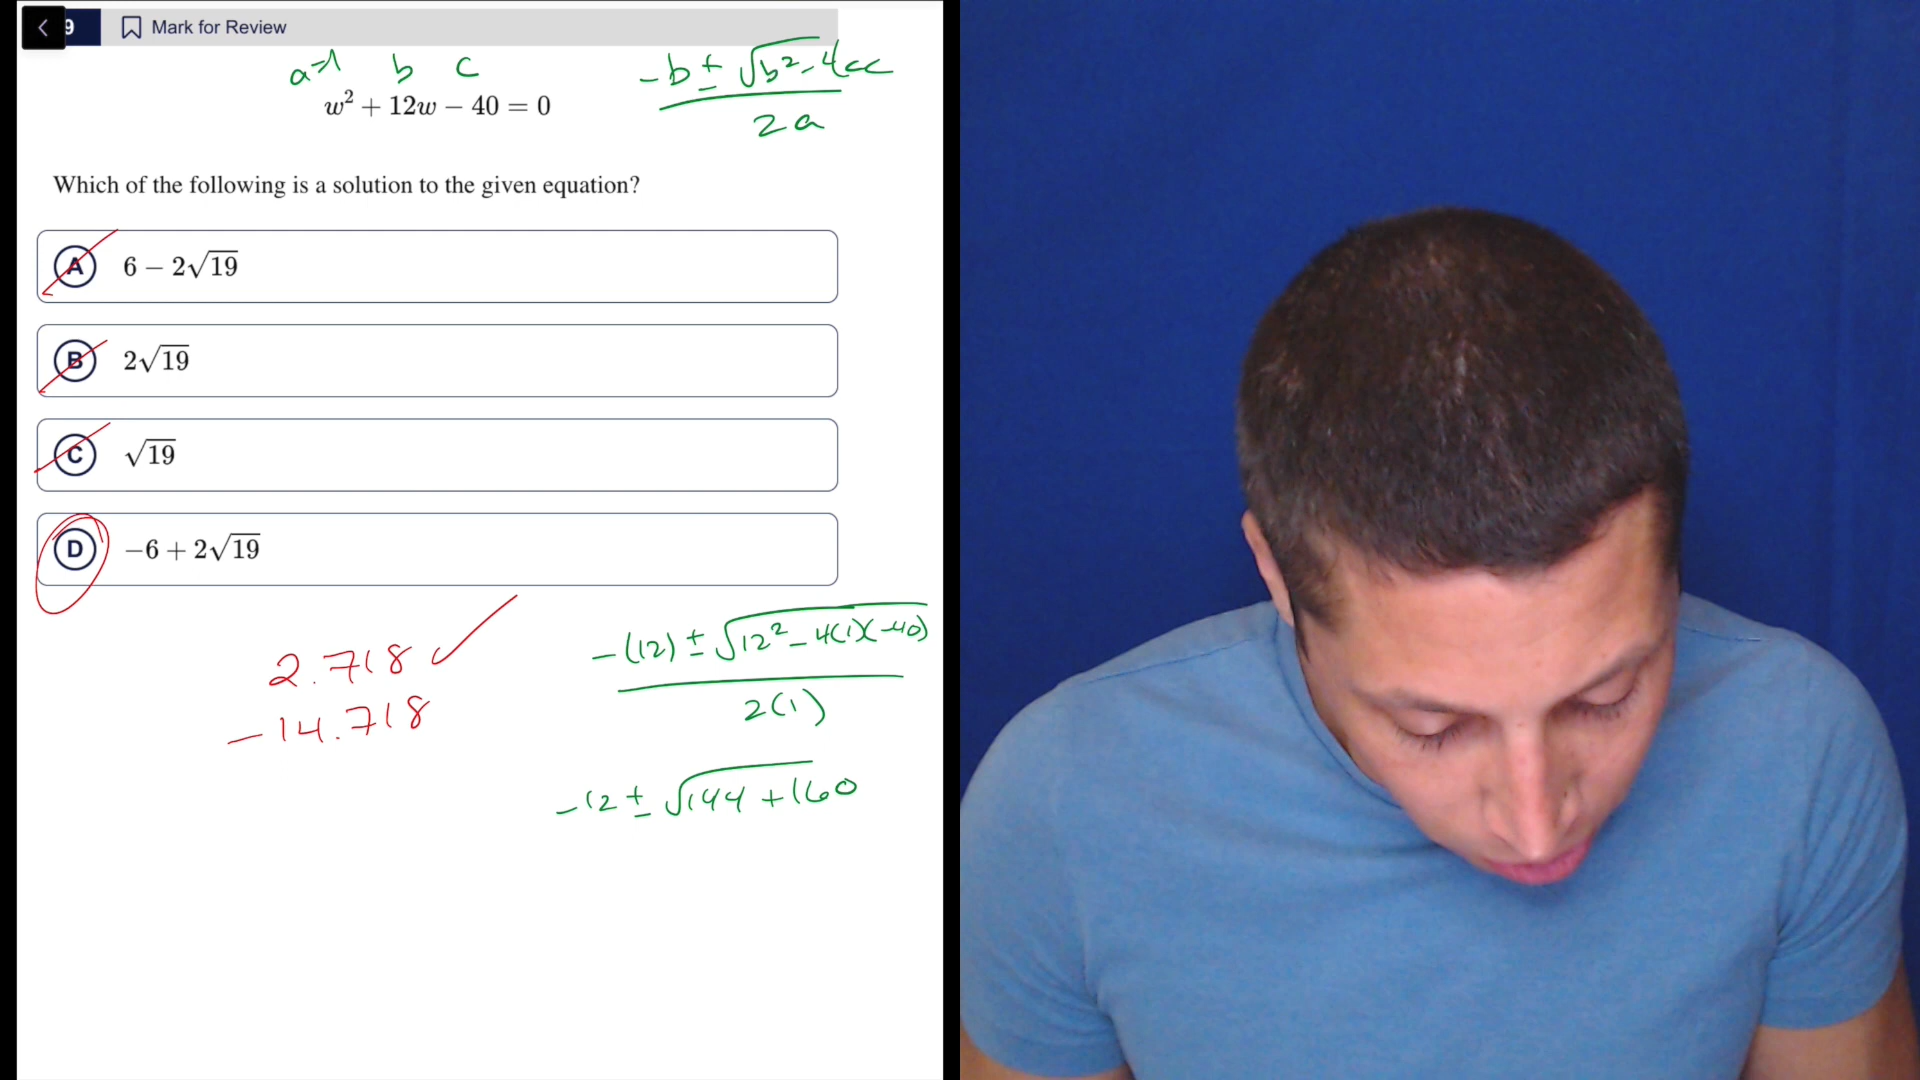 9 Mark for Review
a=1 b c
w² + 12w − 40 = 0
-b ± √b²-4ac
2a
Which of the following is a solution to the given equation?
A 6 − 2√19
B 2√19
C √19
D −6 + 2√19
2.718 ✓
-14.718
-(12) ± √12²-4(1)(-40)
2(1)
-12 ± √144+160